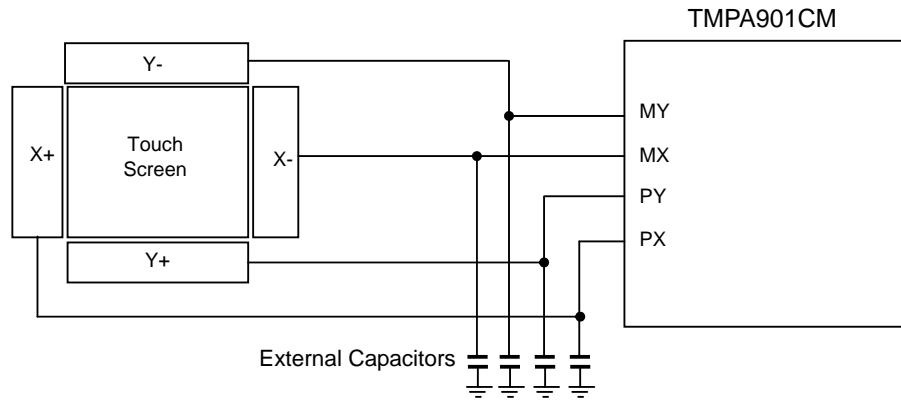 TMPA901CM
Y-
X+
Touch
Screen
X-
Y+
MY
MX
PY
PX
External Capacitors